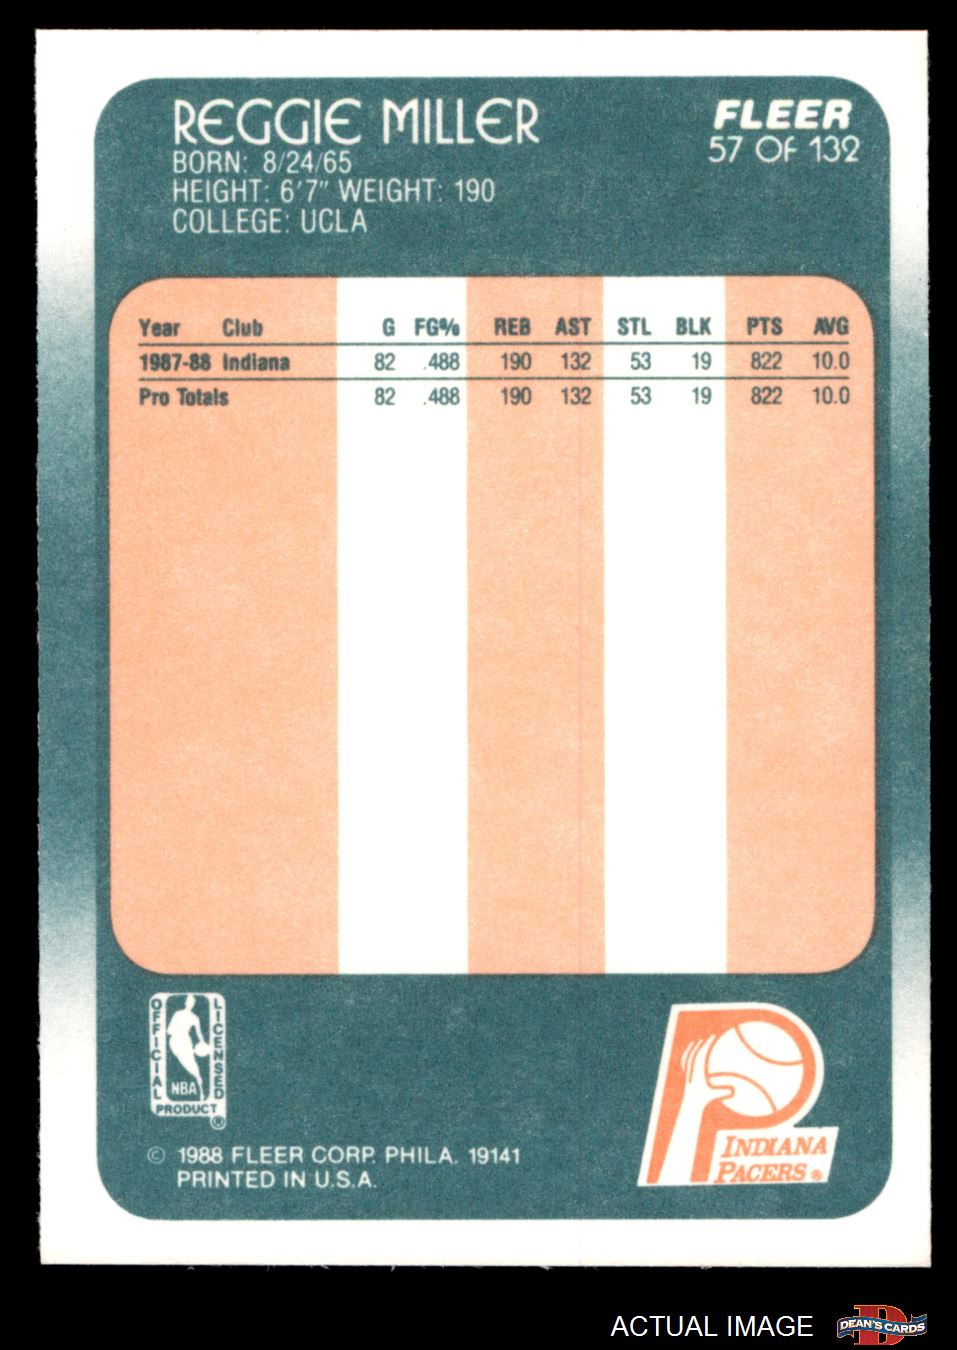 REGGIE MILLER
BORN: 8/24/65
HEIGHT: 6'7" WEIGHT: 190
COLLEGE: UCLA
FLEER
57 OF 132
Year Club G FG% REB AST STL BLK PTS AVG
1987-88 Indiana 82 .488 190 132 53 19 822 10.0
Pro Totals 82 .488 190 132 53 19 822 10.0
OFFICIAL LICENSED
NBA
PRODUCT
®
© 1988 FLEER CORP. PHILA. 19141
PRINTED IN U.S.A.
INDIANA
PACERS ®
ACTUAL IMAGE
D
DEAN'S CARDS